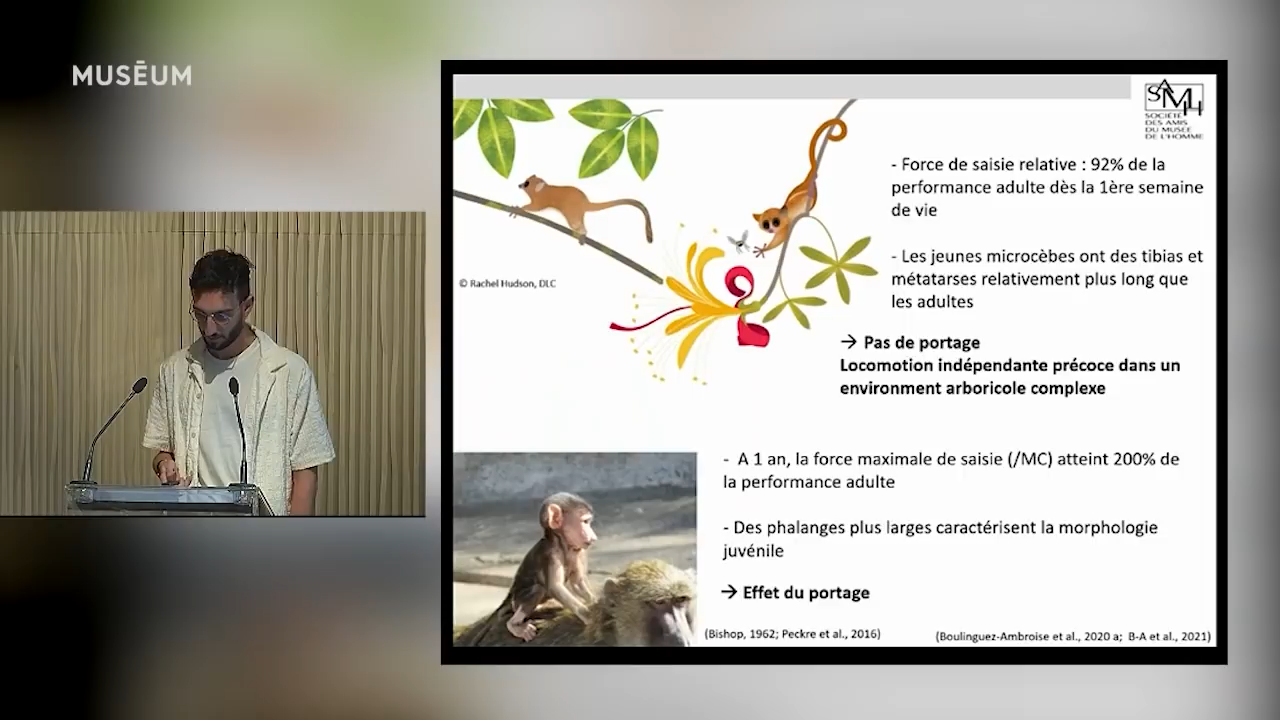 MUSĒUM
SAMH
SOCIÉTÉ
DES AMIS
DU MUSÉE
DE L'HOMME
- Force de saisie relative : 92% de la
performance adulte dès la 1ère semaine
de vie
- Les jeunes microcèbes ont des tibias et
métatarses relativement plus long que
les adultes
© Rachel Hudson, DLC
→ Pas de portage
Locomotion indépendante précoce dans un
environment arboricole complexe
- A 1 an, la force maximale de saisie (/MC) atteint 200% de
la performance adulte
- Des phalanges plus larges caractérisent la morphologie
juvénile
→ Effet du portage
(Bishop, 1962; Peckre et al., 2016)
(Boulinguez-Ambroise et al., 2020 a; B-A et al., 2021)